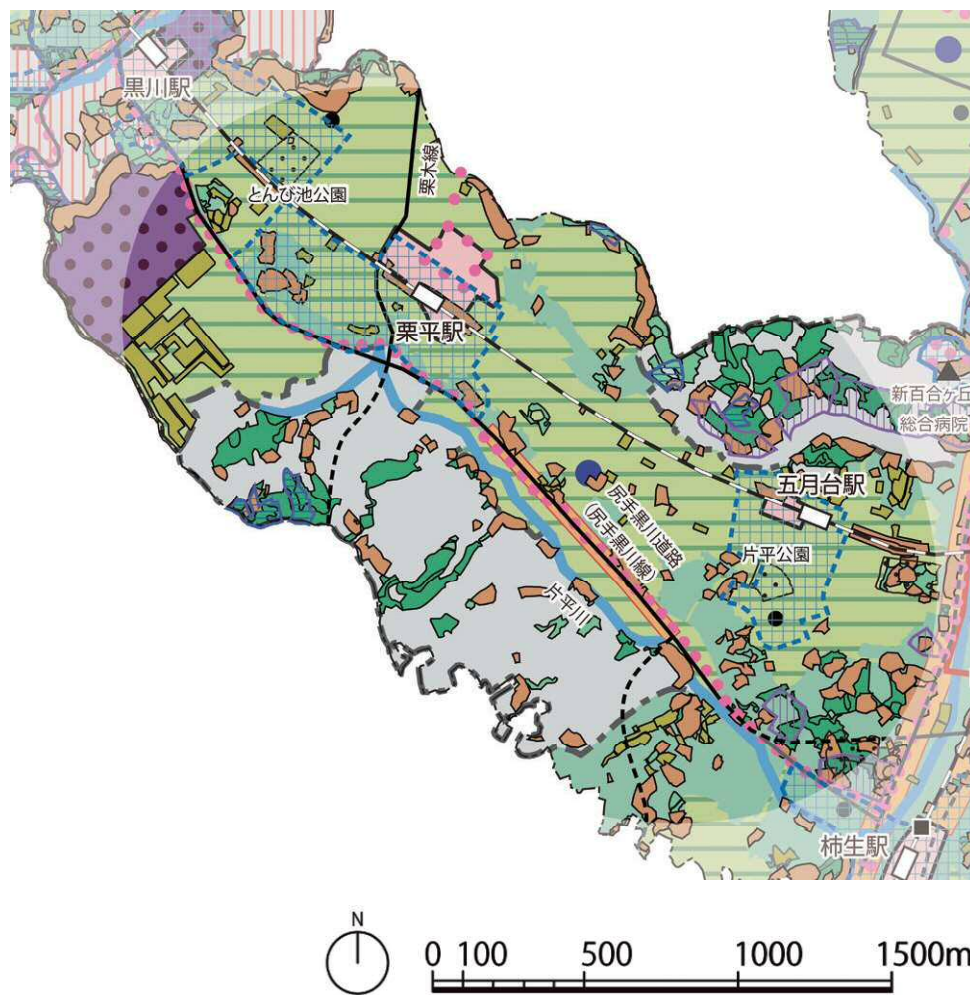 黒川駅
栗木線
とんび池公園
栗平駅
新百合ヶ丘
総合病院
五月台駅
尻手黒川道路
(尻手黒川線)
片平公園
片平川
柿生駅
N
0 100 500 1000 1500m